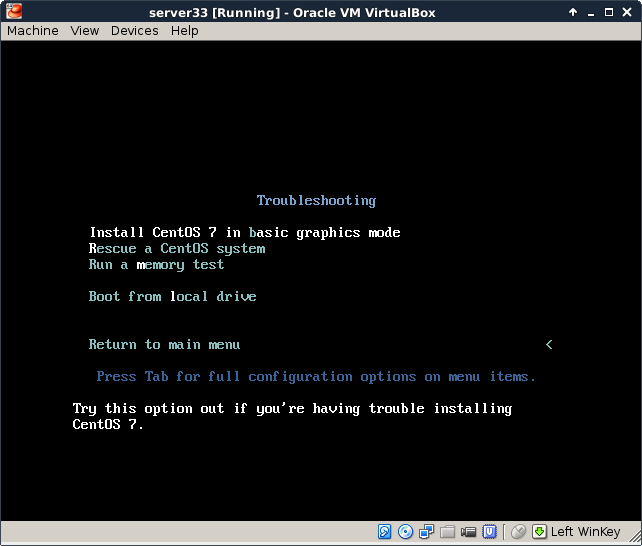 server33 [Running] - Oracle VM VirtualBox
Machine View Devices Help
Troubleshooting
Install CentOS 7 in basic graphics mode
Rescue a CentOS system
Run a memory test
Boot from local drive
Return to main menu <
Press Tab for full configuration options on menu items.
Try this option out if you're having trouble installing
CentOS 7.
Left WinKey